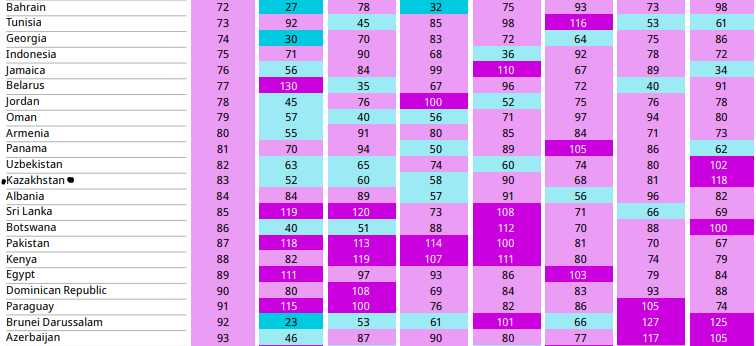 Bahrain 72 27 78 32 75 93 73 98
Tunisia 73 92 45 85 98 116 53 61
Georgia 74 30 70 83 72 64 75 86
Indonesia 75 71 90 68 36 92 78 72
Jamaica 76 56 84 99 110 67 89 34
Belarus 77 130 35 67 96 72 40 91
Jordan 78 45 76 100 52 75 76 78
Oman 79 57 40 56 71 97 94 80
Armenia 80 55 91 80 85 84 71 73
Panama 81 70 94 50 89 105 86 62
Uzbekistan 82 63 65 74 60 74 80 102
Kazakhstan 83 52 60 58 90 68 81 118
Albania 84 84 89 57 91 56 96 82
Sri Lanka 85 119 120 73 108 71 66 69
Botswana 86 40 51 88 112 70 88 100
Pakistan 87 118 113 114 100 81 70 67
Kenya 88 82 119 107 111 80 74 79
Egypt 89 111 97 93 86 103 79 84
Dominican Republic 90 80 108 69 84 83 93 88
Paraguay 91 115 100 76 82 86 105 74
Brunei Darussalam 92 23 53 61 101 66 127 125
Azerbaijan 93 46 87 90 80 77 117 105